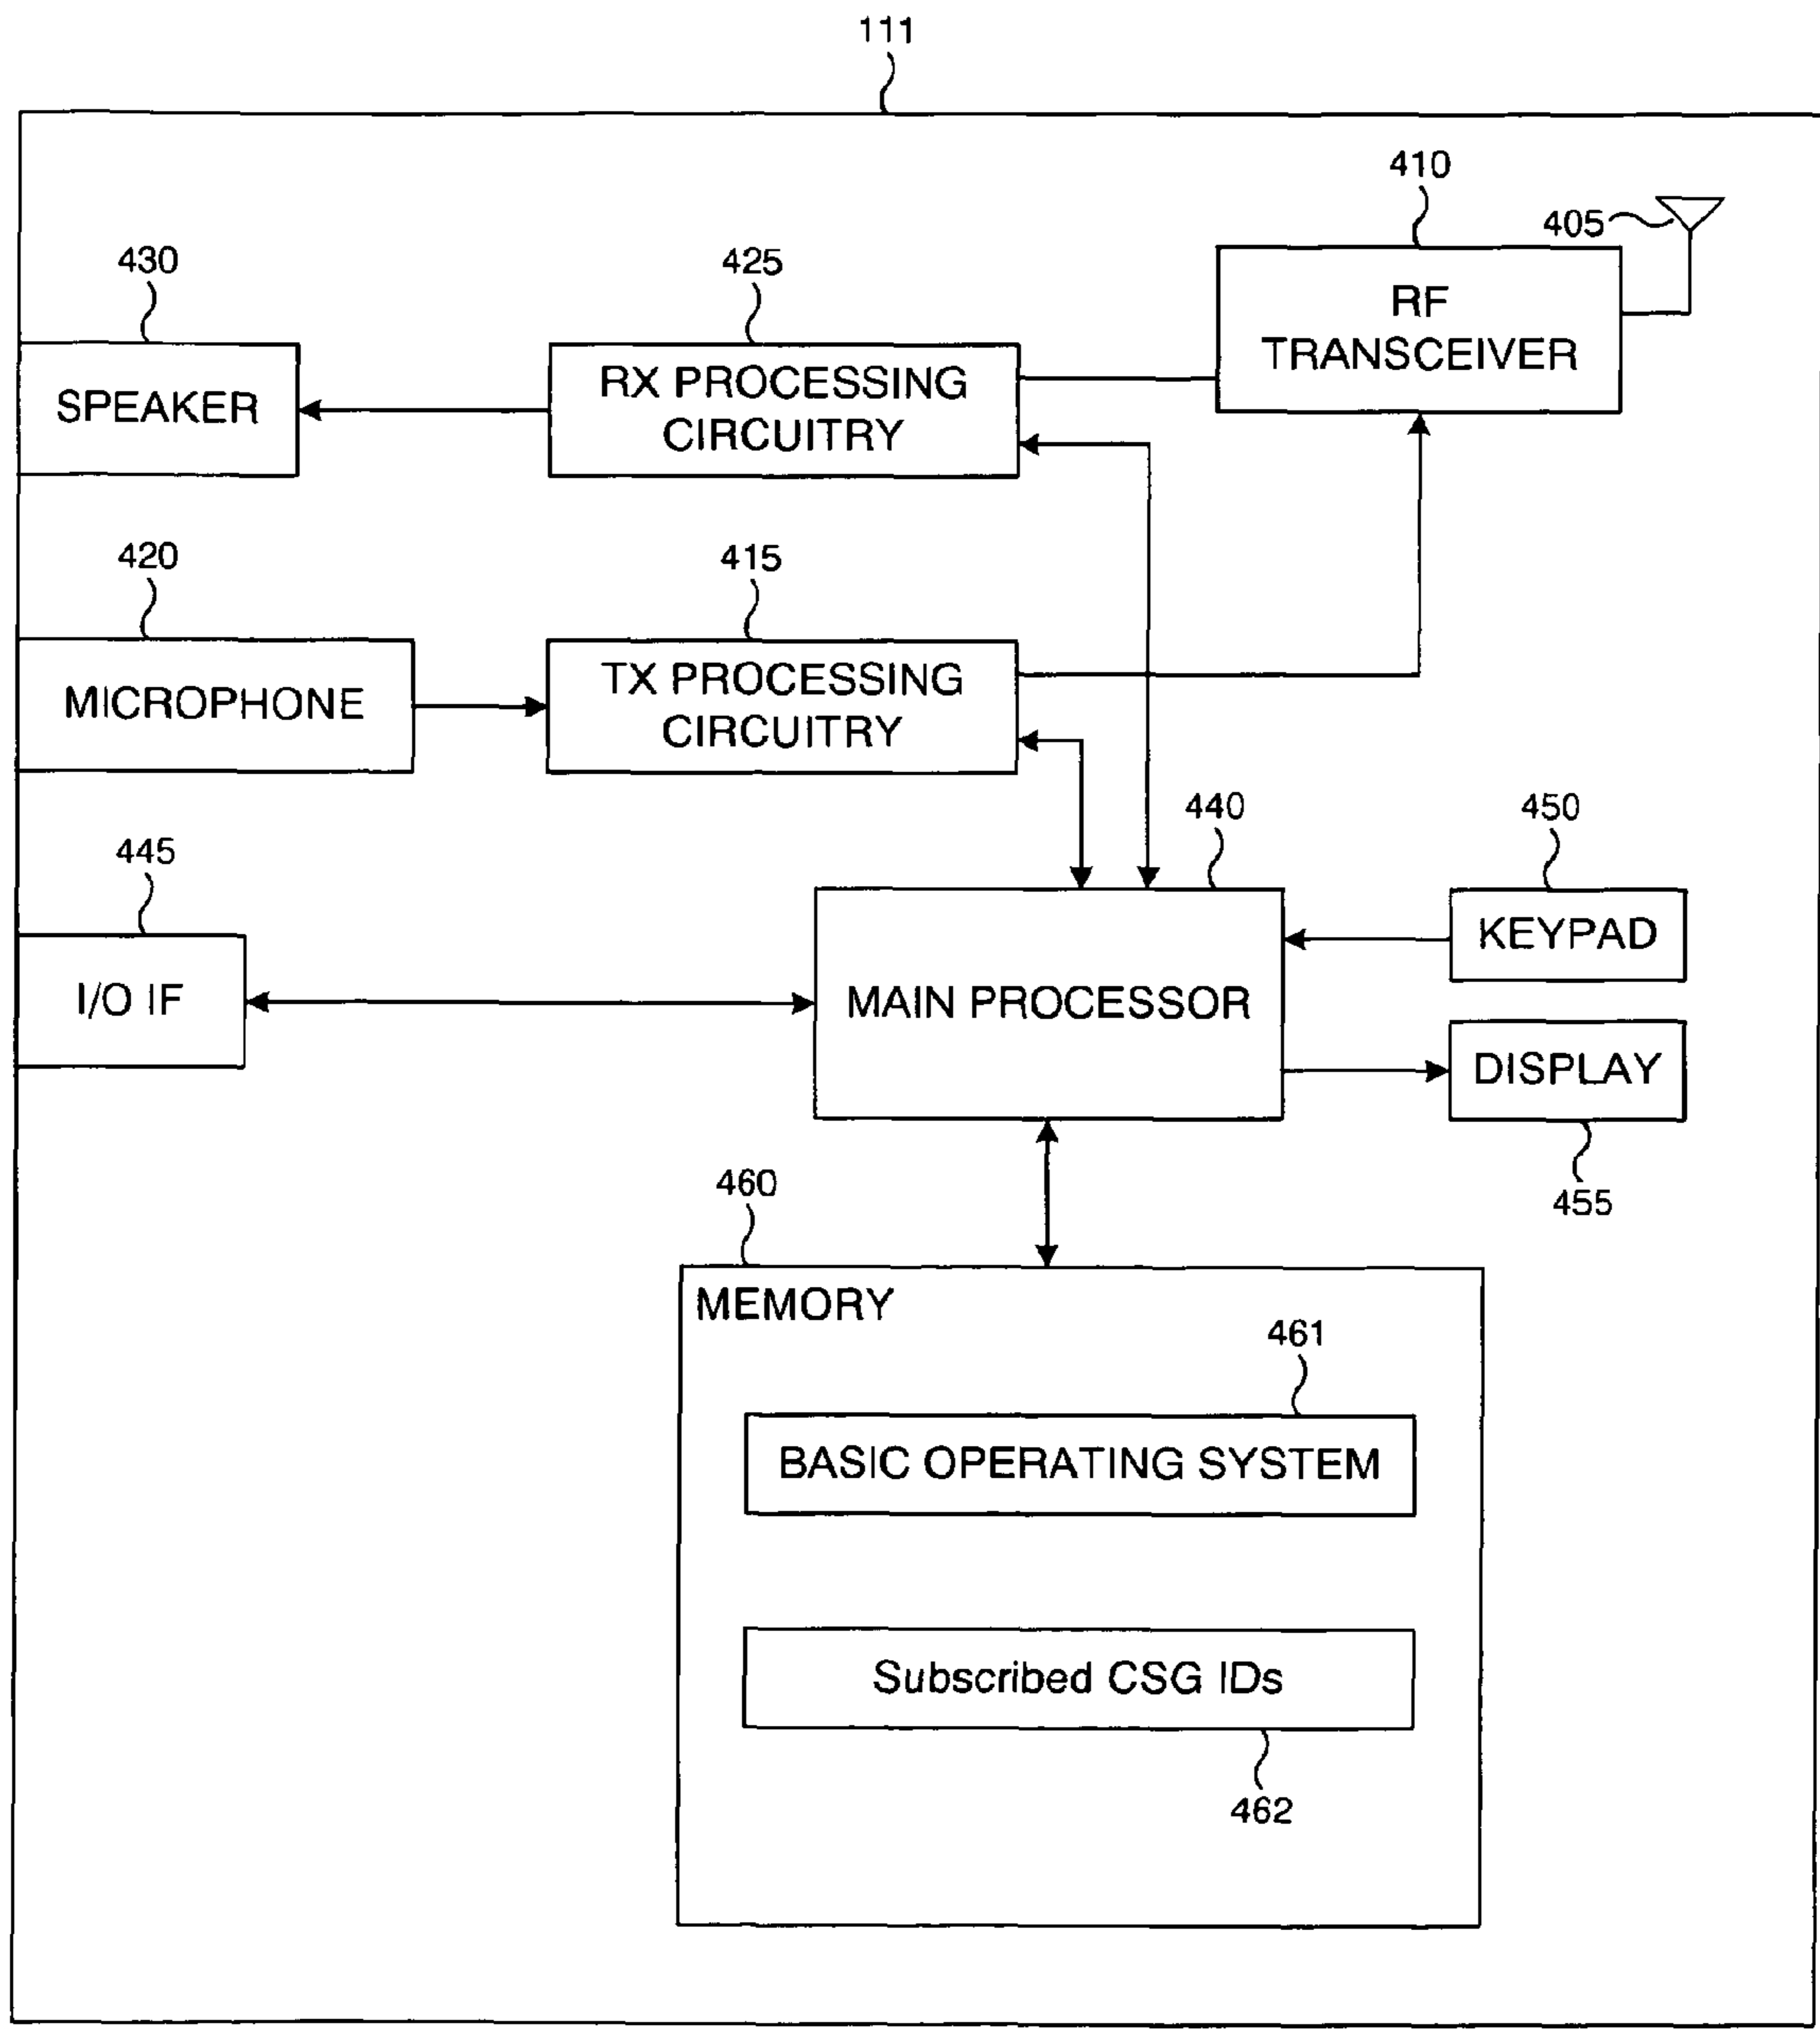 111
410
405
RF
TRANSCEIVER
430
SPEAKER
425
RX PROCESSING
CIRCUITRY
420
MICROPHONE
415
TX PROCESSING
CIRCUITRY
445
I/O IF
440
MAIN PROCESSOR
450
KEYPAD
DISPLAY
455
460
MEMORY
461
BASIC OPERATING SYSTEM
Subscribed CSG IDs
462